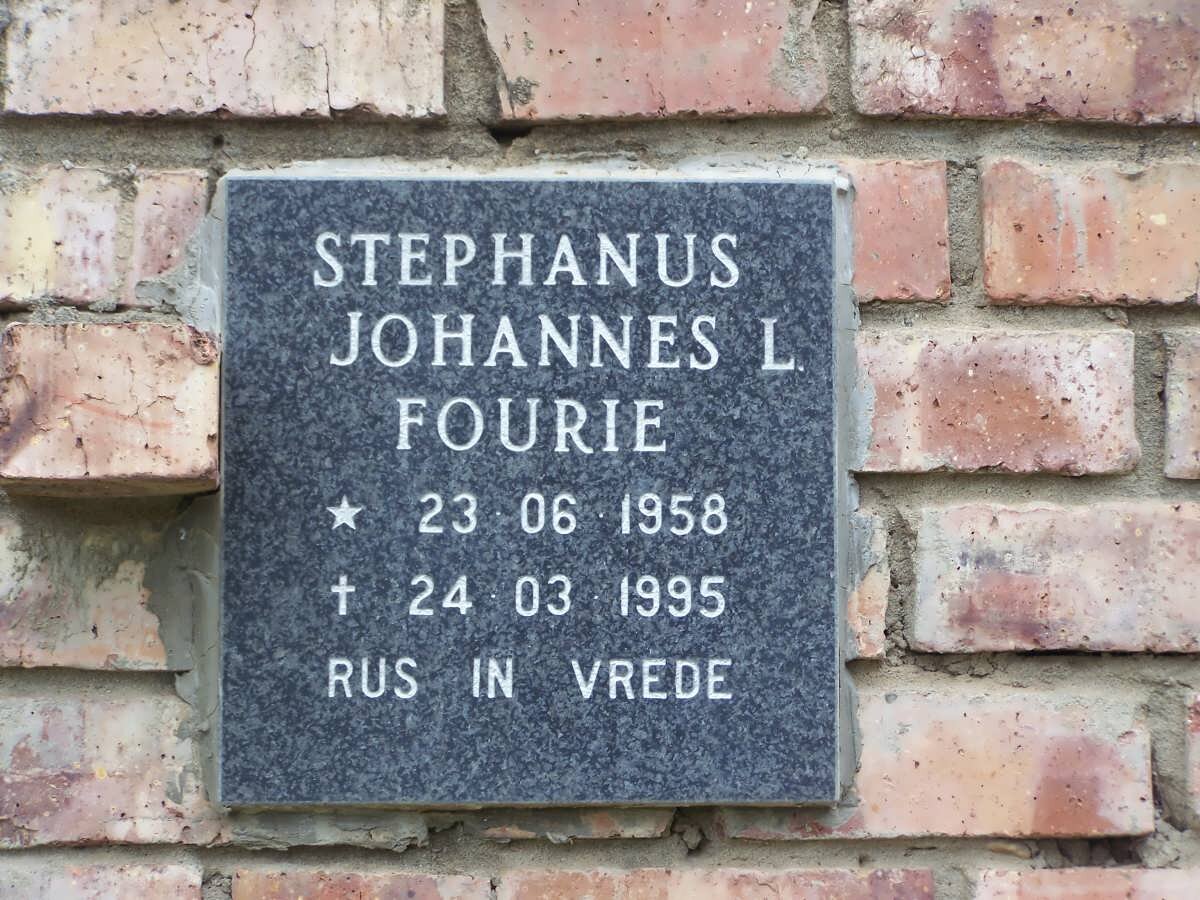 STEPHANUS
JOHANNES L.
FOURIE
★ 23 · 06 · 1958
† 24 · 03 · 1995
RUS IN VREDE